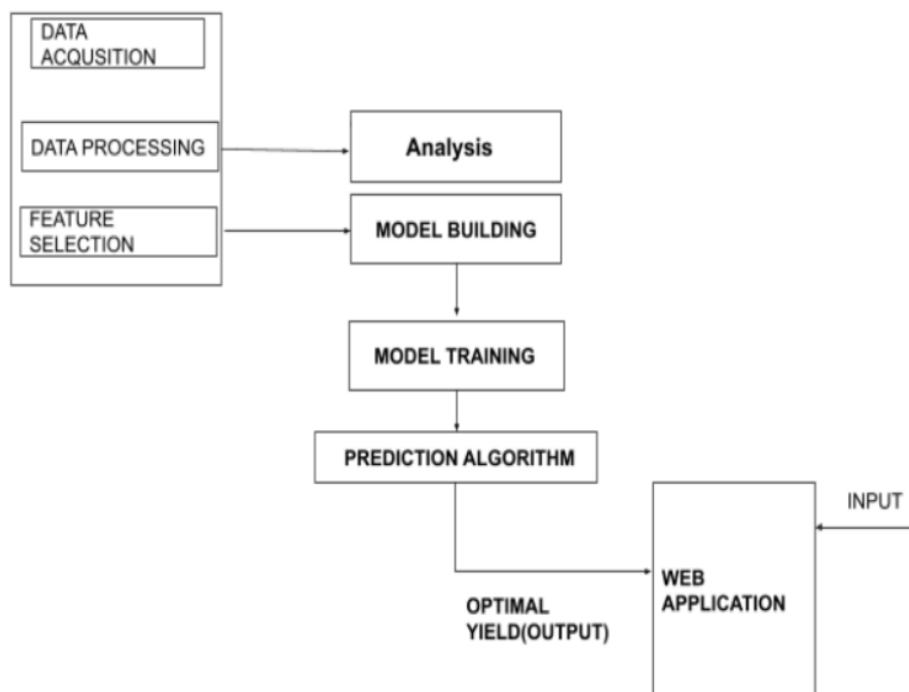 DATA
ACQUSITION
DATA PROCESSING
Analysis
FEATURE
SELECTION
MODEL BUILDING
MODEL TRAINING
PREDICTION ALGORITHM
INPUT
WEB
APPLICATION
OPTIMAL
YIELD(OUTPUT)